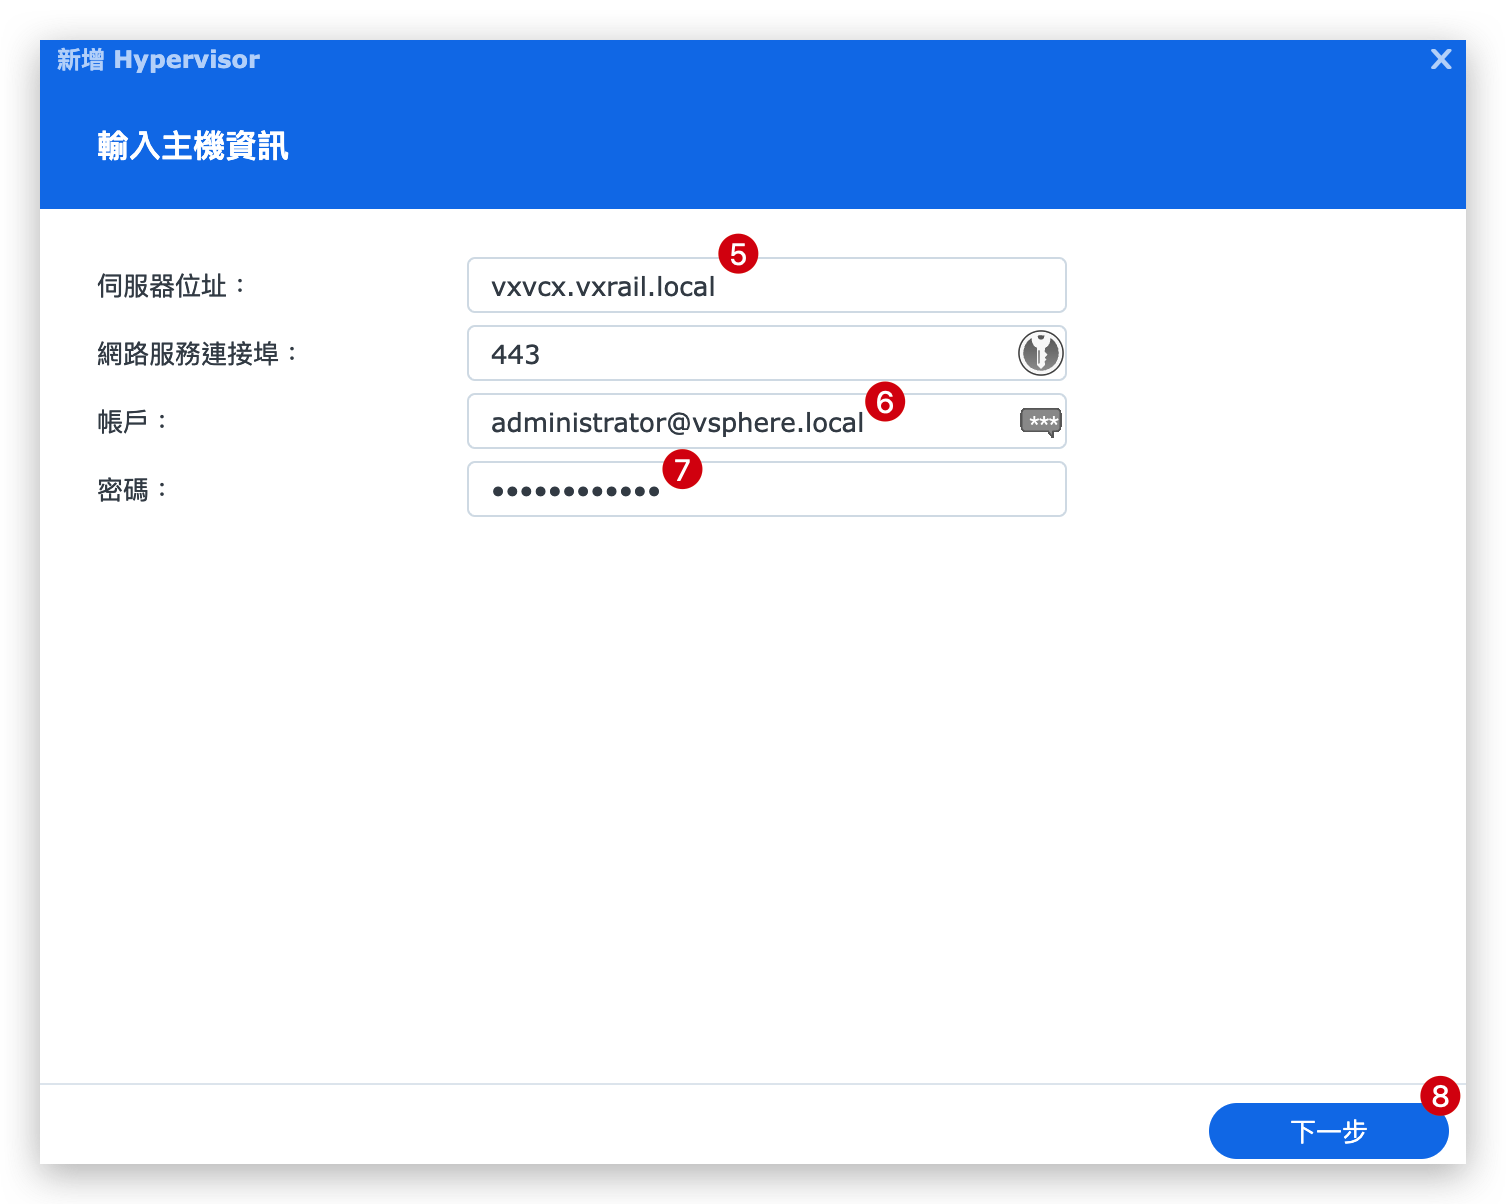 新增 Hypervisor
輸入主機資訊
5
伺服器位址：
vxvcx.vxrail.local
網路服務連接埠：
443
6
帳戶：
administrator@vsphere.local
***
7
密碼：
••••••••••••
8
下一步